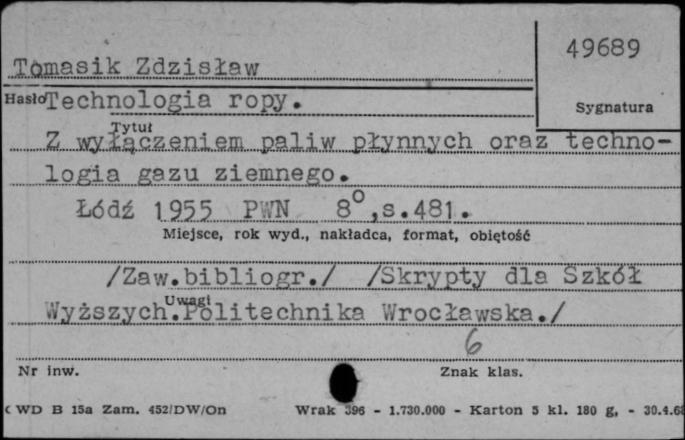 49689
Tomasik Zdzisław
Hasło Technologia ropy.
Sygnatura
Tytuł
Z wyłączeniem paliw płynnych oraz techno-
logia gazu ziemnego.
Łódź 1955 PWN 8°,s.481.
Miejsce, rok wyd., nakładca, format, objętość
/Zaw.bibliogr./ /Skrypty dla Szkół
Uwagi
Wyższych.Politechnika Wrocławska./
6
Nr inw. Znak klas.
CWD B 15a Zam. 452/DW/On Wrak 396 - 1.730.000 - Karton 5 kl. 180 g, - 30.4.6